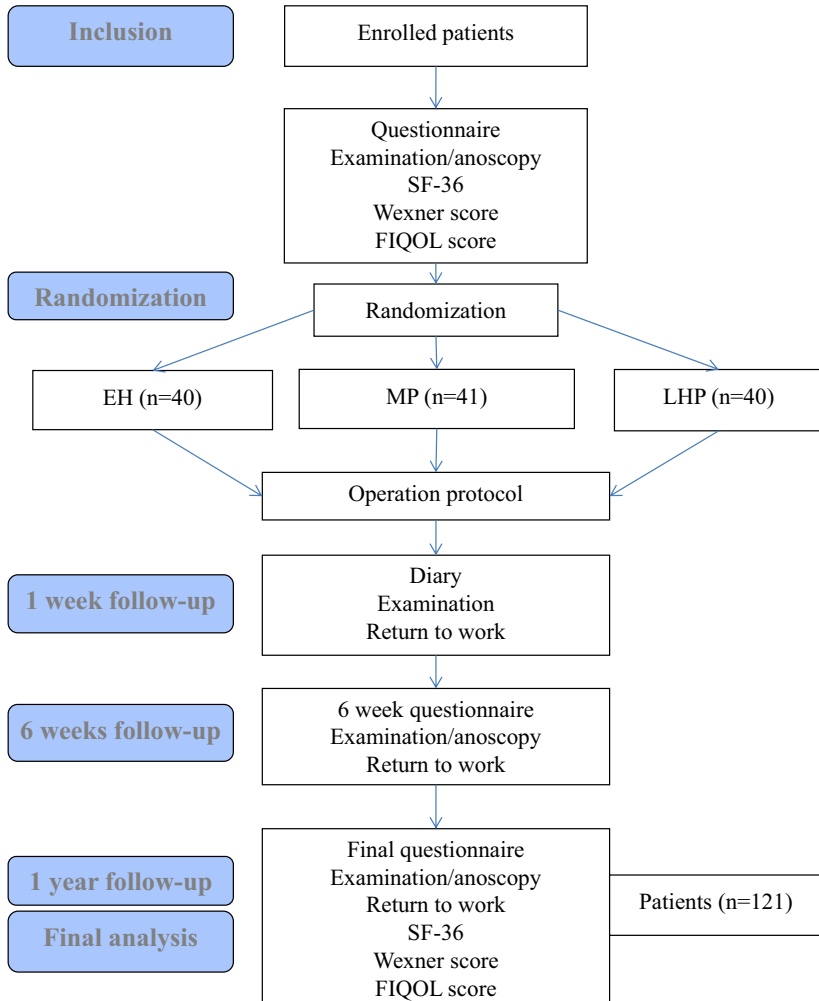 Inclusion
Enrolled patients
Questionnaire
Examination/anoscopy
SF-36
Wexner score
FIQOL score
Randomization
Randomization
EH (n=40)
MP (n=41)
LHP (n=40)
Operation protocol
1 week follow-up
Diary
Examination
Return to work
6 weeks follow-up
6 week questionnaire
Examination/anoscopy
Return to work
1 year follow-up
Final analysis
Final questionnaire
Examination/anoscopy
Return to work
SF-36
Wexner score
FIQOL score
Patients (n=121)